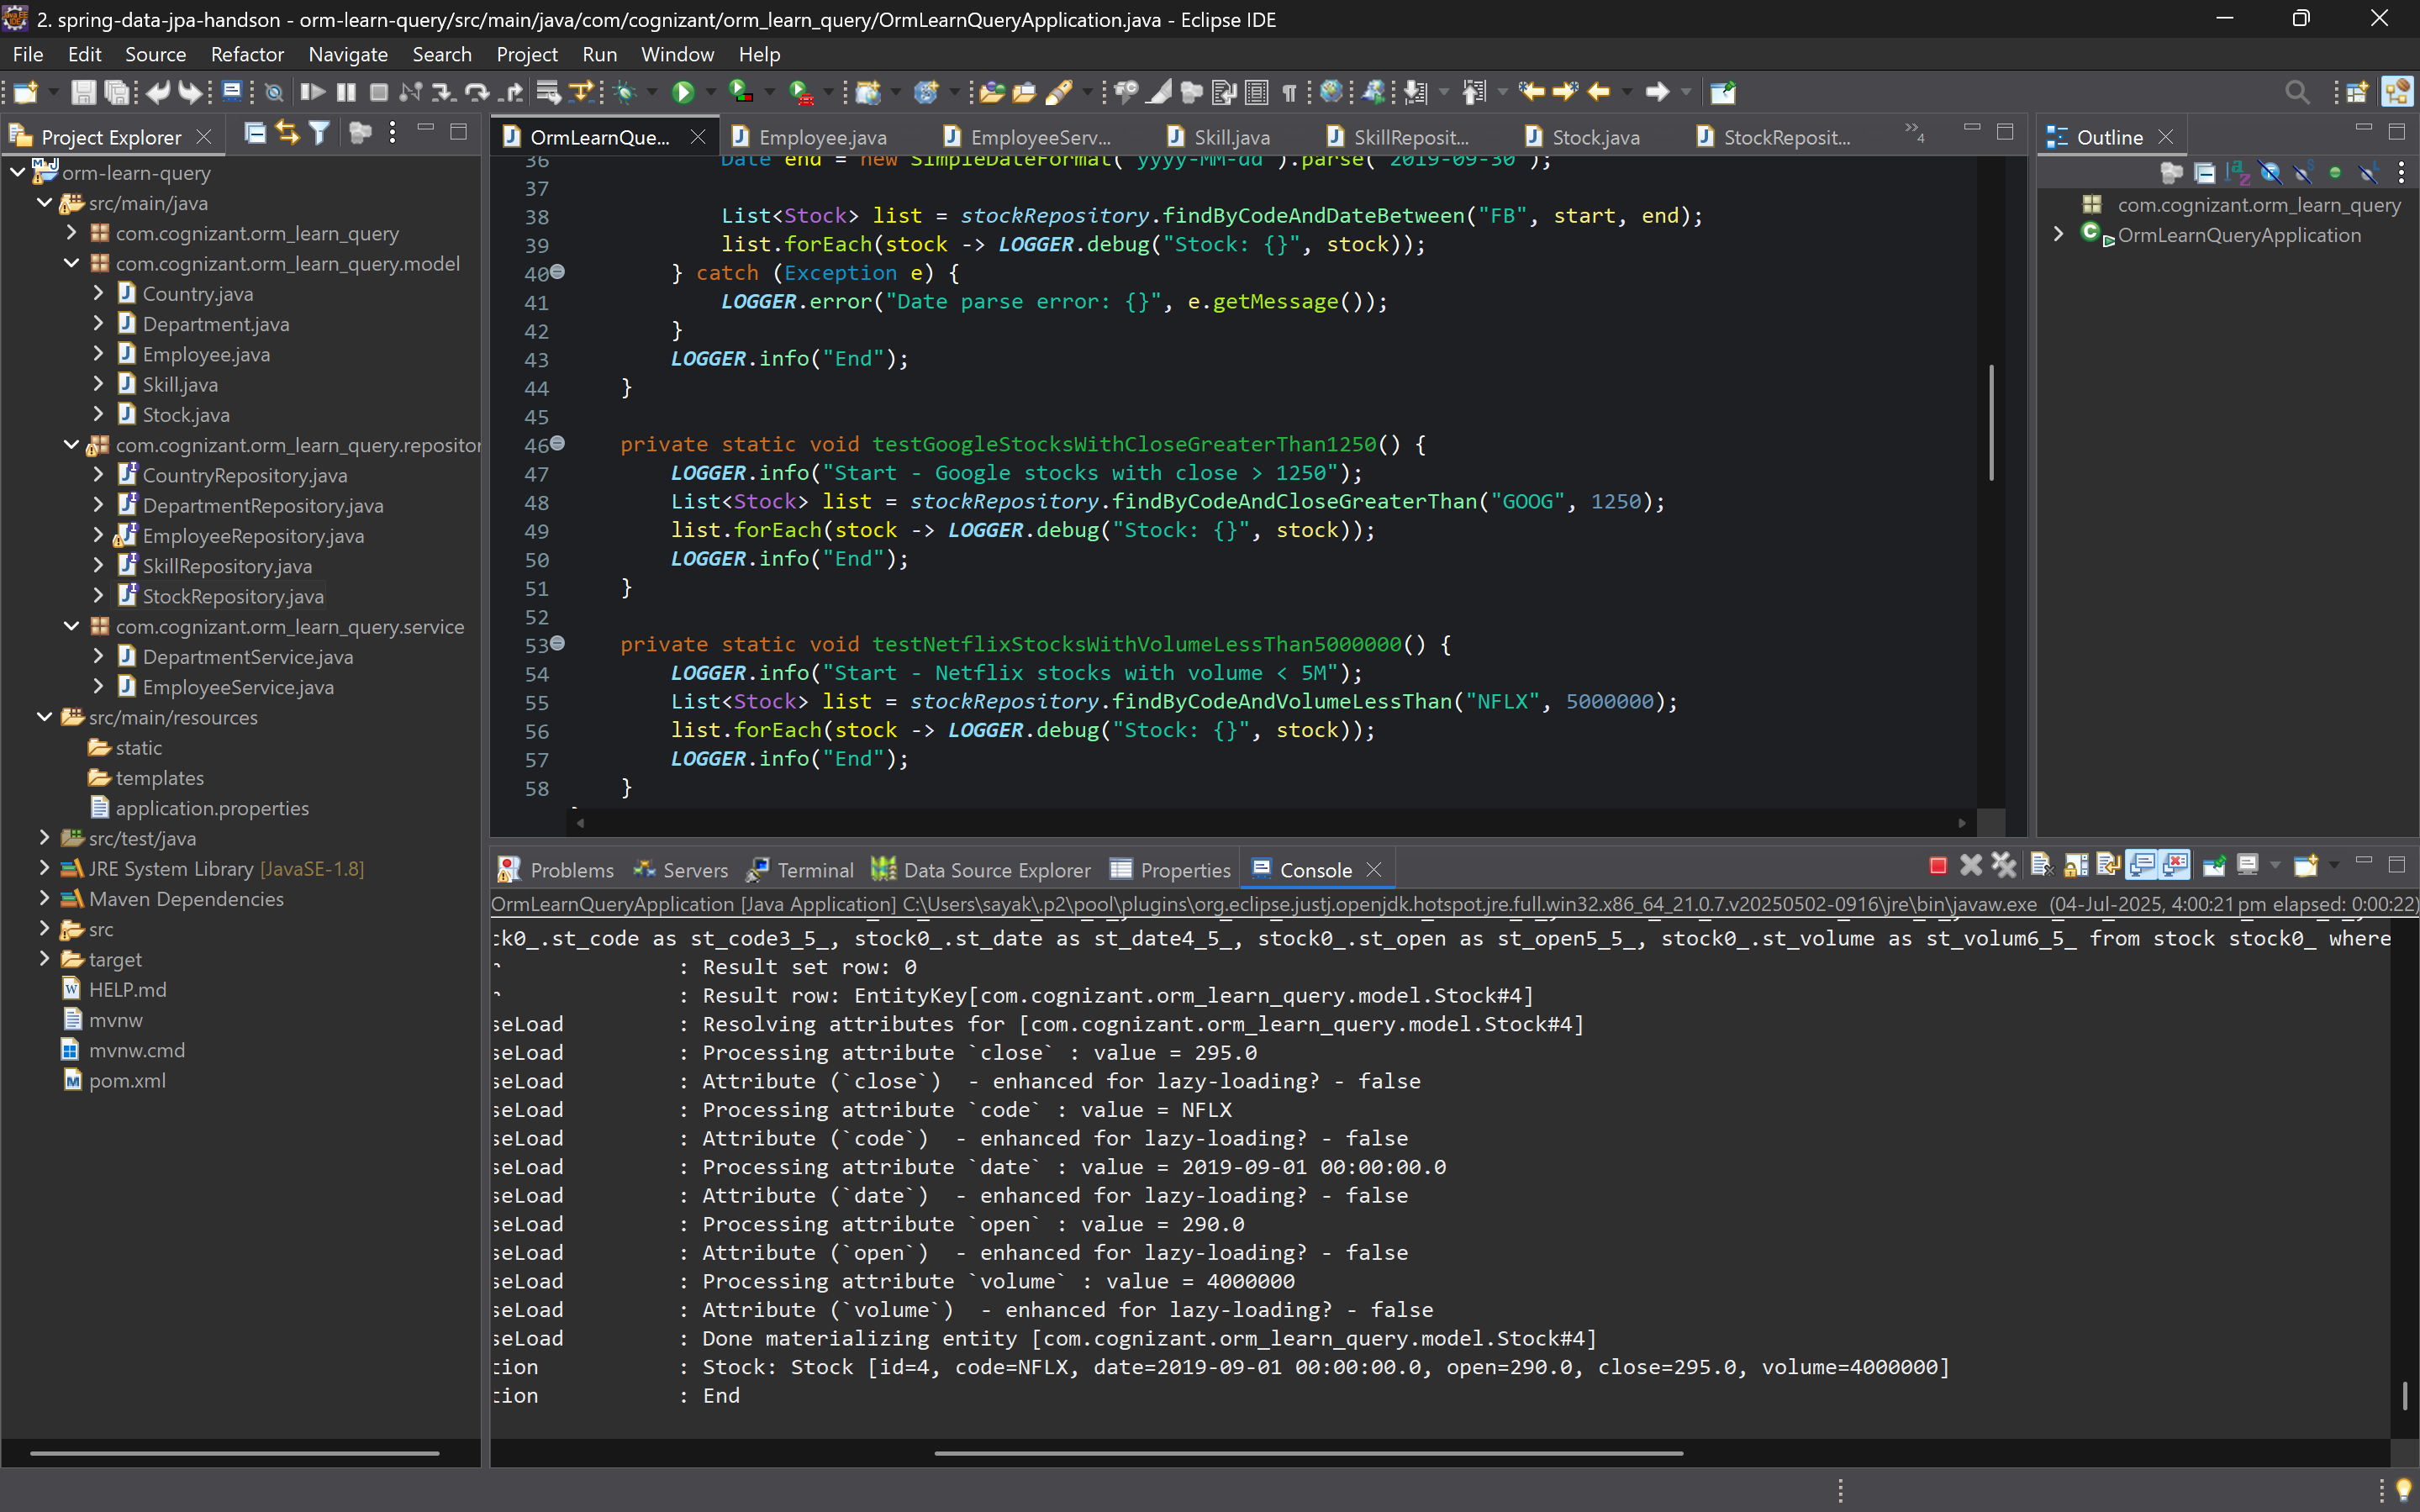 2. spring-data-jpa-handson - orm-learn-query/src/main/java/com/cognizant/orm_learn_query/OrmLearnQueryApplication.java - Eclipse IDE
File Edit Source Refactor Navigate Search Project Run Window Help
Project Explorer
orm-learn-query
src/main/java
com.cognizant.orm_learn_query
com.cognizant.orm_learn_query.model
Country.java
Department.java
Employee.java
Skill.java
Stock.java
com.cognizant.orm_learn_query.repositor
CountryRepository.java
DepartmentRepository.java
EmployeeRepository.java
SkillRepository.java
StockRepository.java
com.cognizant.orm_learn_query.service
DepartmentService.java
EmployeeService.java
src/main/resources
static
templates
application.properties
src/test/java
JRE System Library [JavaSE-1.8]
Maven Dependencies
src
target
HELP.md
mvnw
mvnw.cmd
pom.xml
OrmLearnQue... Employee.java EmployeeServ... Skill.java SkillReposit... Stock.java StockReposit... »4
36 Date end = new SimpleDateFormat("yyyy-MM-dd").parse("2019-09-30");
37
38 List<Stock> list = stockRepository.findByCodeAndDateBetween("FB", start, end);
39 list.forEach(stock -> LOGGER.debug("Stock: {}", stock));
40 } catch (Exception e) {
41 LOGGER.error("Date parse error: {}", e.getMessage());
42 }
43 LOGGER.info("End");
44 }
45
46 private static void testGoogleStocksWithCloseGreaterThan1250() {
47 LOGGER.info("Start - Google stocks with close > 1250");
48 List<Stock> list = stockRepository.findByCodeAndCloseGreaterThan("GOOG", 1250);
49 list.forEach(stock -> LOGGER.debug("Stock: {}", stock));
50 LOGGER.info("End");
51 }
52
53 private static void testNetflixStocksWithVolumeLessThan5000000() {
54 LOGGER.info("Start - Netflix stocks with volume < 5M");
55 List<Stock> list = stockRepository.findByCodeAndVolumeLessThan("NFLX", 5000000);
56 list.forEach(stock -> LOGGER.debug("Stock: {}", stock));
57 LOGGER.info("End");
58 }
Outline
com.cognizant.orm_learn_query
OrmLearnQueryApplication
Problems Servers Terminal Data Source Explorer Properties Console
OrmLearnQueryApplication [Java Application] C:\Users\sayak\.p2\pool\plugins\org.eclipse.justj.openjdk.hotspot.jre.full.win32.x86_64_21.0.7.v20250502-0916\jre\bin\javaw.exe (04-Jul-2025, 4:00:21 pm elapsed: 0:00:22)
ck0_.st_code as st_code3_5_, stock0_.st_date as st_date4_5_, stock0_.st_open as st_open5_5_, stock0_.st_volume as st_volum6_5_ from stock stock0_ where
r : Result set row: 0
r : Result row: EntityKey[com.cognizant.orm_learn_query.model.Stock#4]
seLoad : Resolving attributes for [com.cognizant.orm_learn_query.model.Stock#4]
seLoad : Processing attribute `close` : value = 295.0
seLoad : Attribute (`close`) - enhanced for lazy-loading? - false
seLoad : Processing attribute `code` : value = NFLX
seLoad : Attribute (`code`) - enhanced for lazy-loading? - false
seLoad : Processing attribute `date` : value = 2019-09-01 00:00:00.0
seLoad : Attribute (`date`) - enhanced for lazy-loading? - false
seLoad : Processing attribute `open` : value = 290.0
seLoad : Attribute (`open`) - enhanced for lazy-loading? - false
seLoad : Processing attribute `volume` : value = 4000000
seLoad : Attribute (`volume`) - enhanced for lazy-loading? - false
seLoad : Done materializing entity [com.cognizant.orm_learn_query.model.Stock#4]
tion : Stock: Stock [id=4, code=NFLX, date=2019-09-01 00:00:00.0, open=290.0, close=295.0, volume=4000000]
tion : End